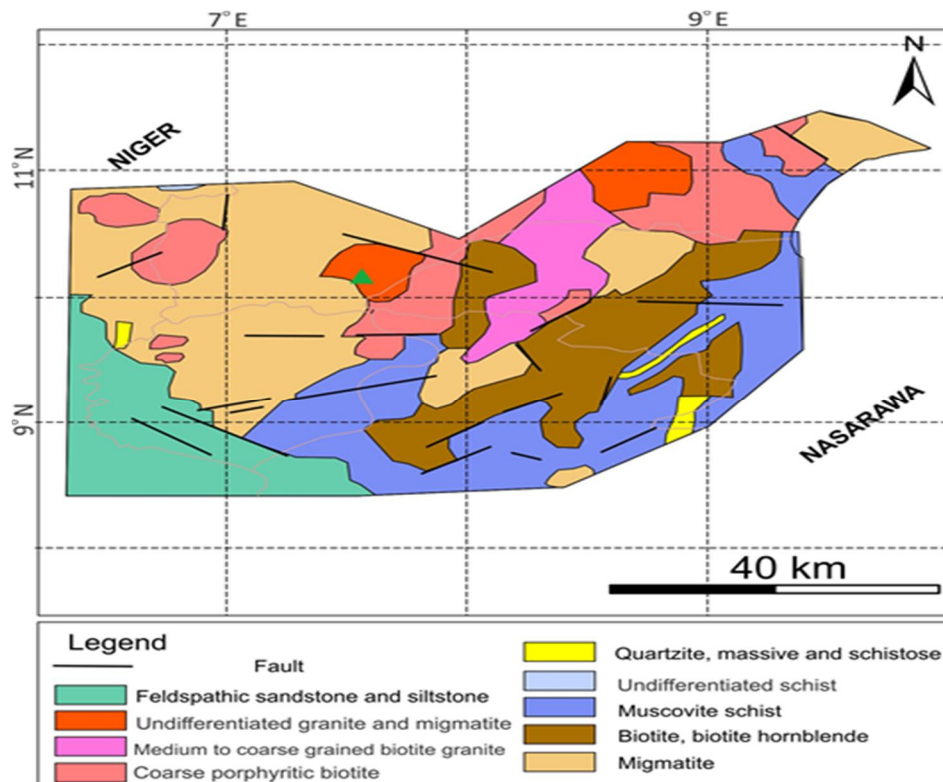 7°E
9°E
N
NIGER
11°N
9°N
NASARAWA
40 km
Legend
Fault
Feldspathic sandstone and siltstone
Undifferentiated granite and migmatite
Medium to coarse grained biotite granite
Coarse porphyritic biotite
Quartzite, massive and schistose
Undifferentiated schist
Muscovite schist
Biotite, biotite hornblende
Migmatite